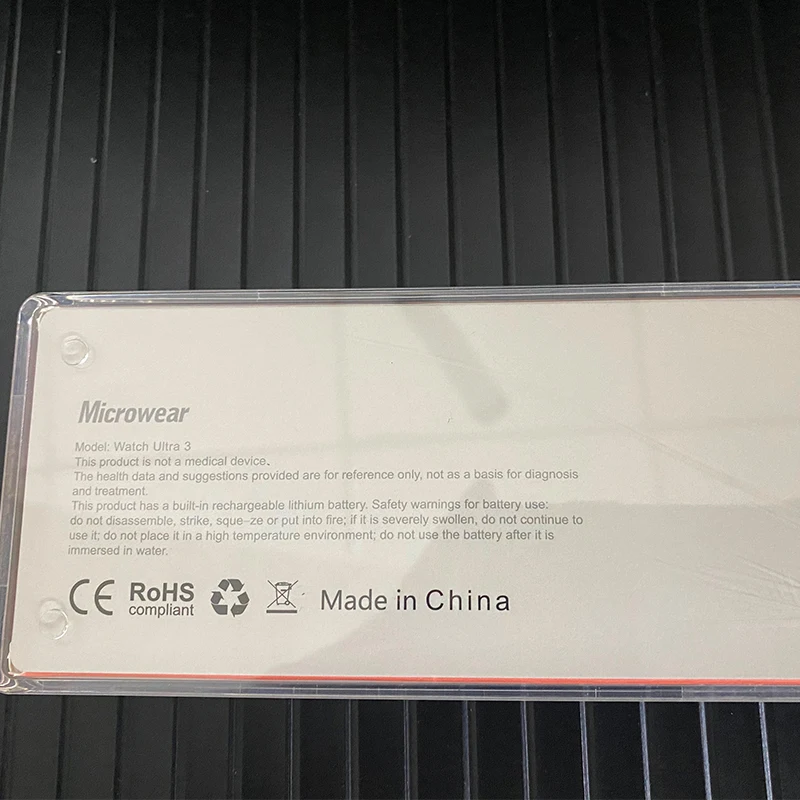 Microwear
Model: Watch Ultra 3
This product is not a medical device.
The health data and suggestions provided are for reference only, not as a basis for diagnosis
and treatment.
This product has a built-in rechargeable lithium battery. Safety warnings for battery use:
do not disassemble, strike, sque-ze or put into fire; if it is severely swollen, do not continue to
use it; do not place it in a high temperature environment; do not use the battery after it is
immersed in water.
CE RoHS compliant Made in China